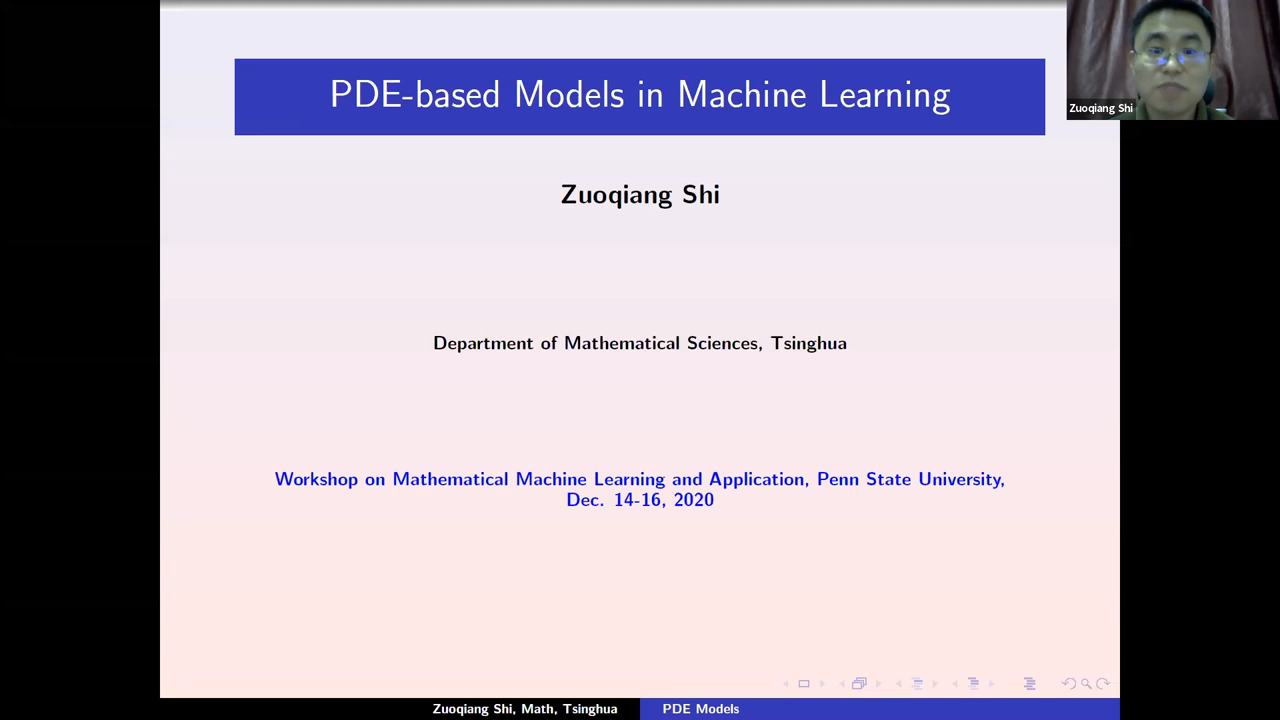 PDE-based Models in Machine Learning
Zuoqiang Shi
Zuoqiang Shi
Department of Mathematical Sciences, Tsinghua
Workshop on Mathematical Machine Learning and Application, Penn State University,
Dec. 14-16, 2020
Zuoqiang Shi, Math, Tsinghua
PDE Models